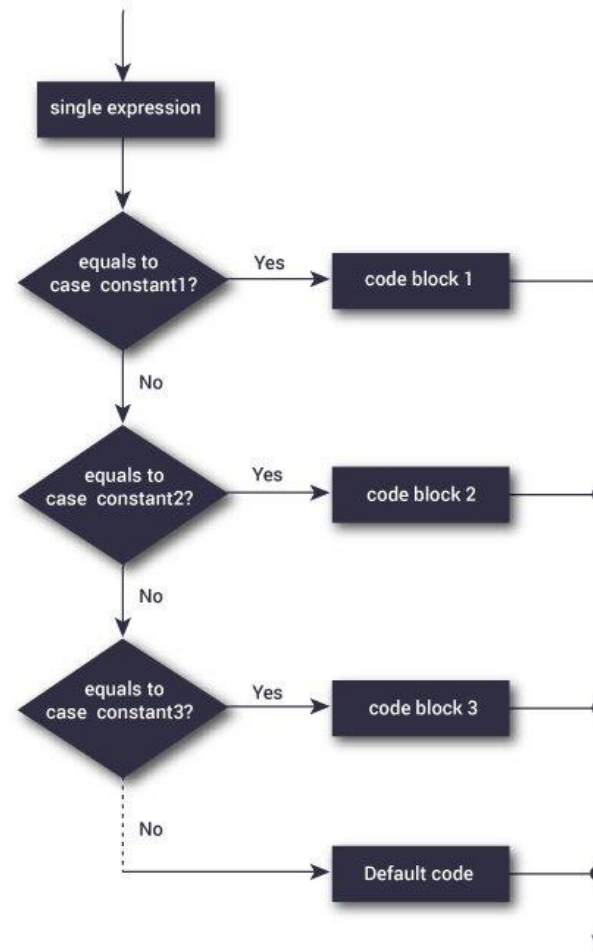 single expression
equals to
case constant1?
Yes
code block 1
No
equals to
case constant2?
Yes
code block 2
No
equals to
case constant3?
Yes
code block 3
No
Default code